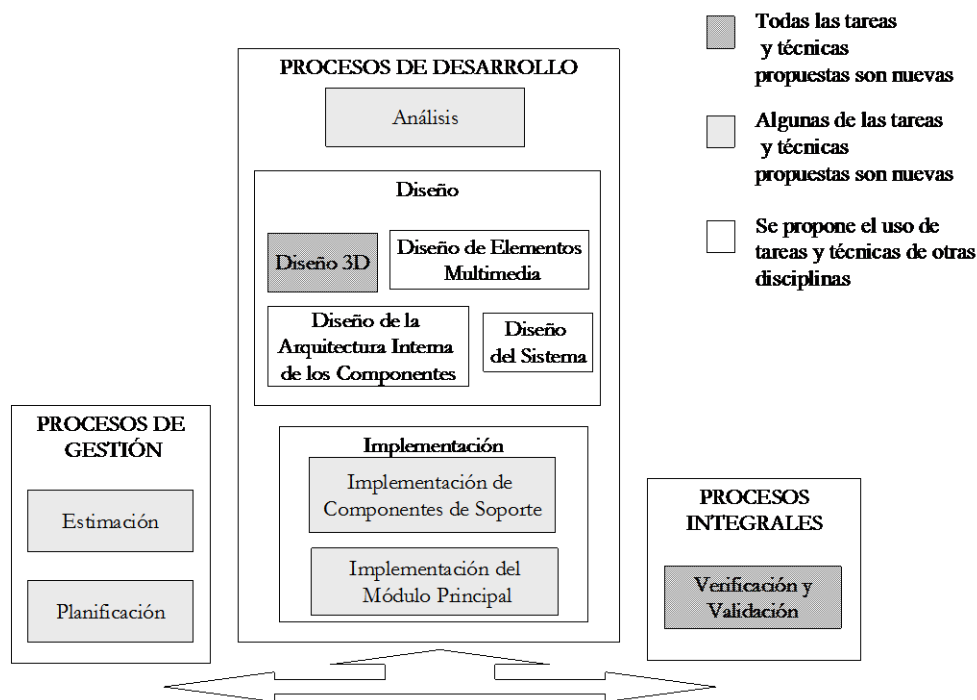 Todas las tareas
y técnicas
propuestas son nuevas
Algunas de las tareas
y técnicas
propuestas son nuevas
Se propone el uso de
tareas y técnicas de otras
disciplinas
PROCESOS DE DESARROLLO
Análisis
Diseño
Diseño 3D
Diseño de Elementos
Multimedia
Diseño de la
Arquitectura Interna
de los Componentes
Diseño
del Sistema
Implementación
Implementación de
Componentes de Soporte
Implementación del
Módulo Principal
PROCESOS DE
GESTIÓN
Estimación
Planificación
PROCESOS
INTEGRALES
Verificación y
Validación